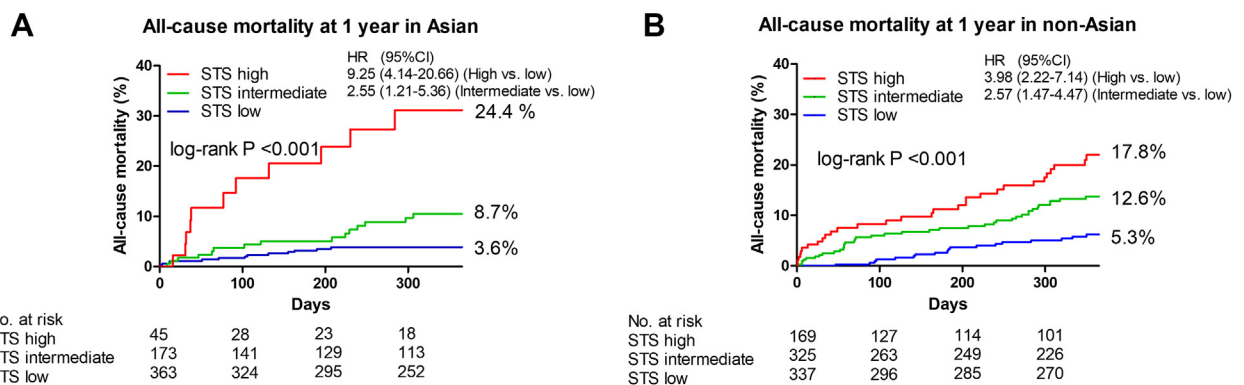 A
All-cause mortality at 1 year in Asian
HR (95%CI)
9.25 (4.14-20.66) (High vs. low)
2.55 (1.21-5.36) (Intermediate vs. low)
STS high
STS intermediate
STS low
log-rank P <0.001
24.4 %
8.7%
3.6%
All-cause mortality (%)
40
30
20
10
0
0 100 200 300
Days
o. at risk
TS high 45 28 23 18
TS intermediate 173 141 129 113
TS low 363 324 295 252
B
All-cause mortality at 1 year in non-Asian
HR (95%CI)
3.98 (2.22-7.14) (High vs. low)
2.57 (1.47-4.47) (Intermediate vs. low)
STS high
STS intermediate
STS low
log-rank P <0.001
17.8%
12.6%
5.3%
All-cause mortality (%)
40
30
20
10
0
0 100 200 300
Days
No. at risk
STS high 169 127 114 101
STS intermediate 325 263 249 226
STS low 337 296 285 270